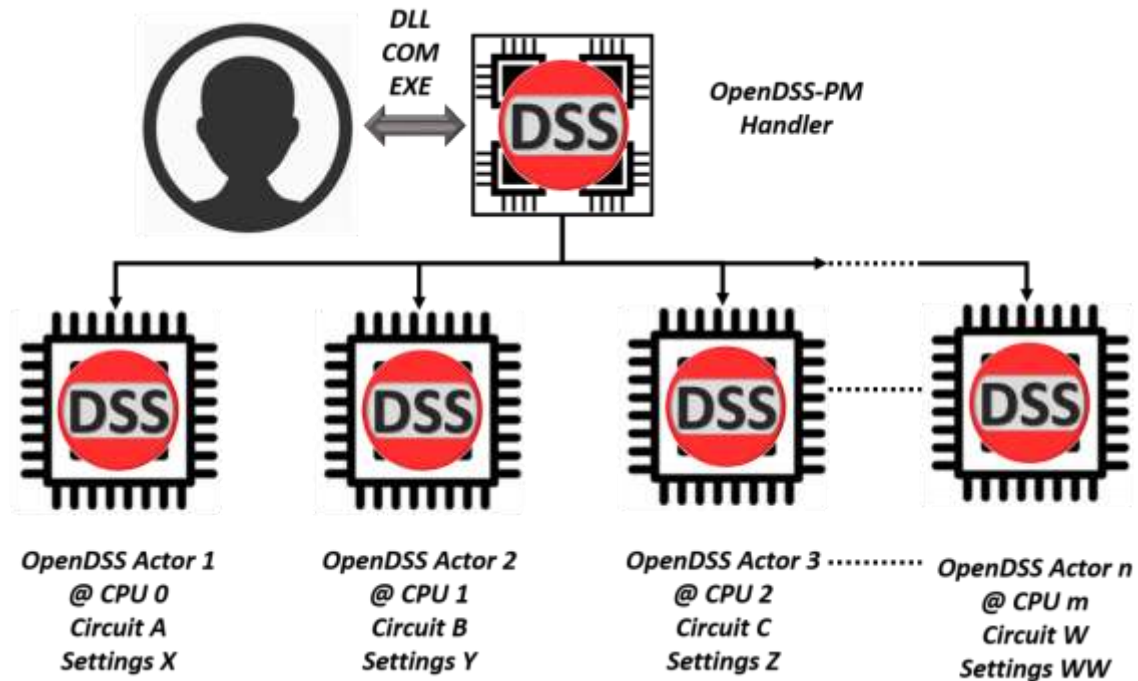 DLL
COM
EXE
DSS
OpenDSS-PM
Handler
DSS
DSS
DSS
DSS
OpenDSS Actor 1
@ CPU 0
Circuit A
Settings X
OpenDSS Actor 2
@ CPU 1
Circuit B
Settings Y
OpenDSS Actor 3
@ CPU 2
Circuit C
Settings Z
OpenDSS Actor n
@ CPU m
Circuit W
Settings WW